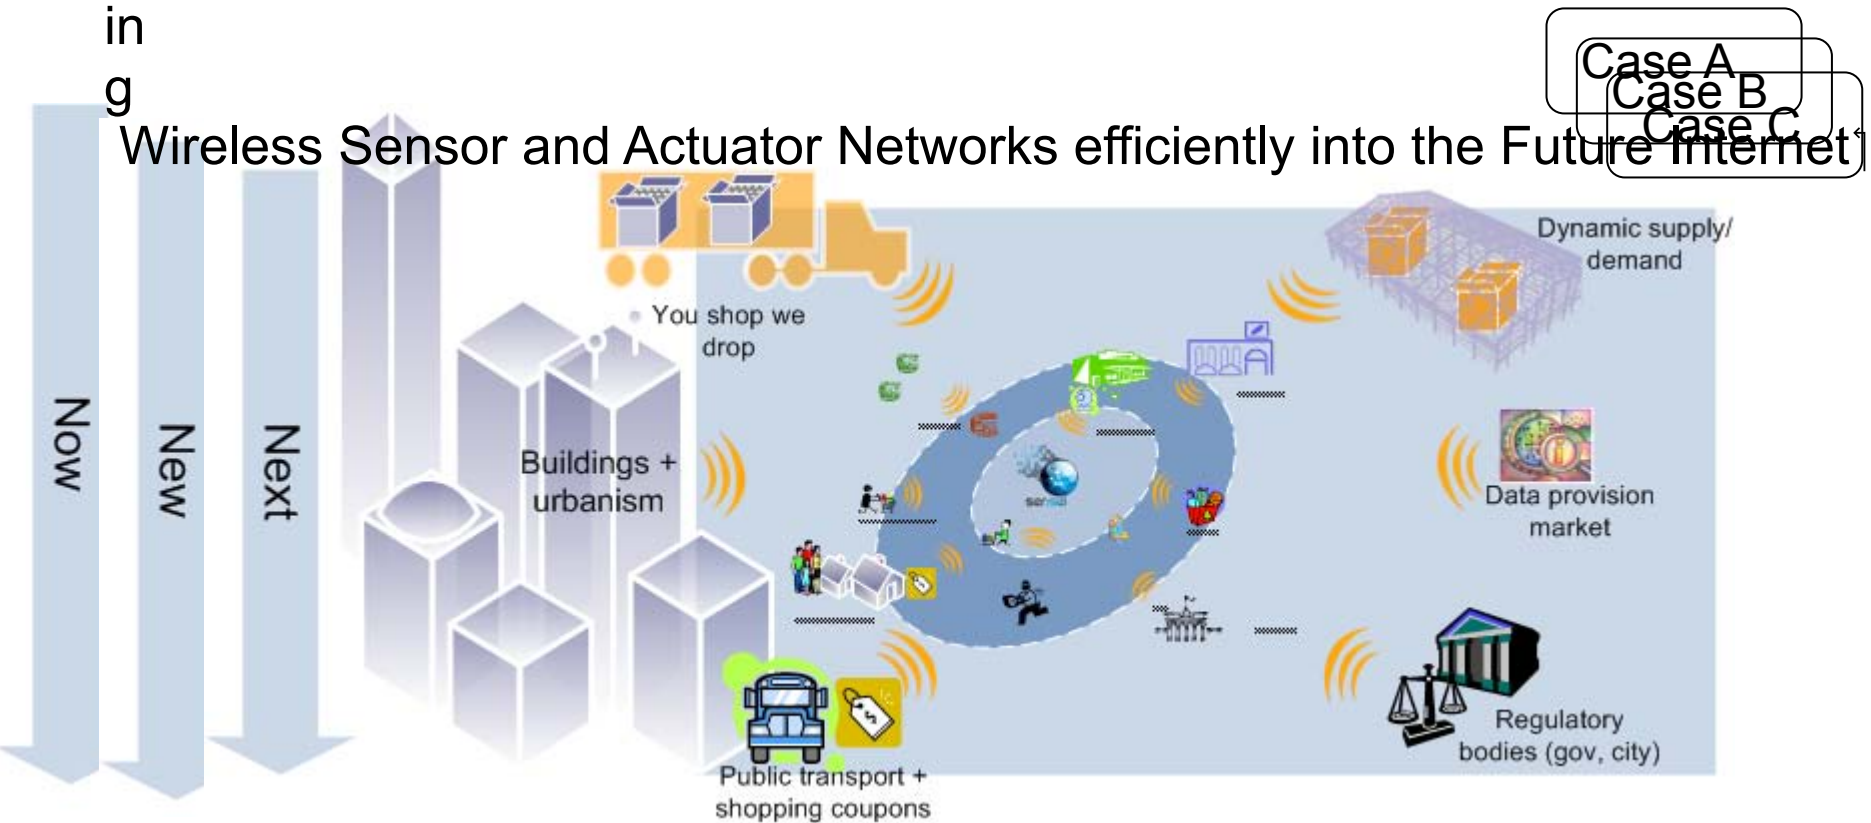 in
g
Case A
Case B
Case C
Wireless Sensor and Actuator Networks efficiently into the Future Internet
Dynamic supply/
demand
You shop we
drop
Now
New
Next
Buildings +
urbanism
Data provision
market
Regulatory
bodies (gov, city)
Public transport +
shopping coupons